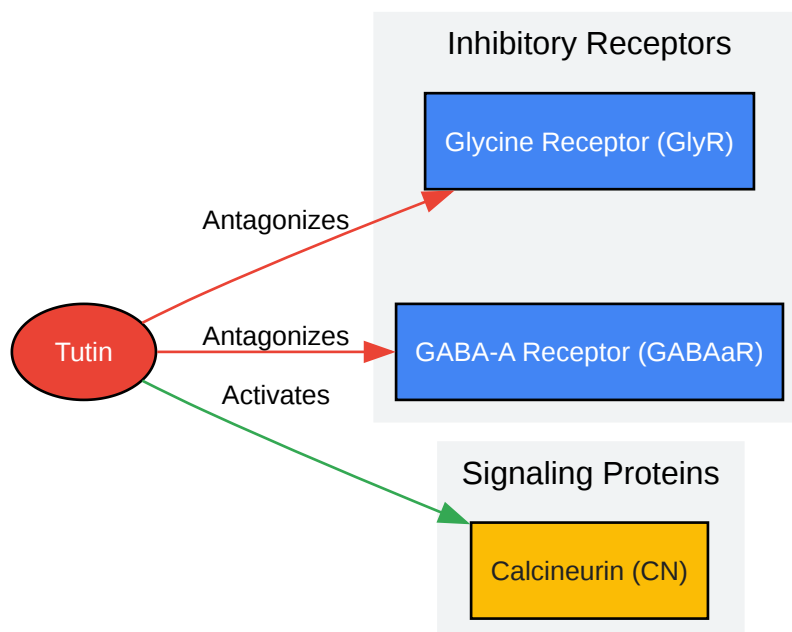 Inhibitory Receptors
Glycine Receptor (GlyR)
Antagonizes
Antagonizes
Tutin
GABA-A Receptor (GABAaR)
Activates
Signaling Proteins
Calcineurin (CN)